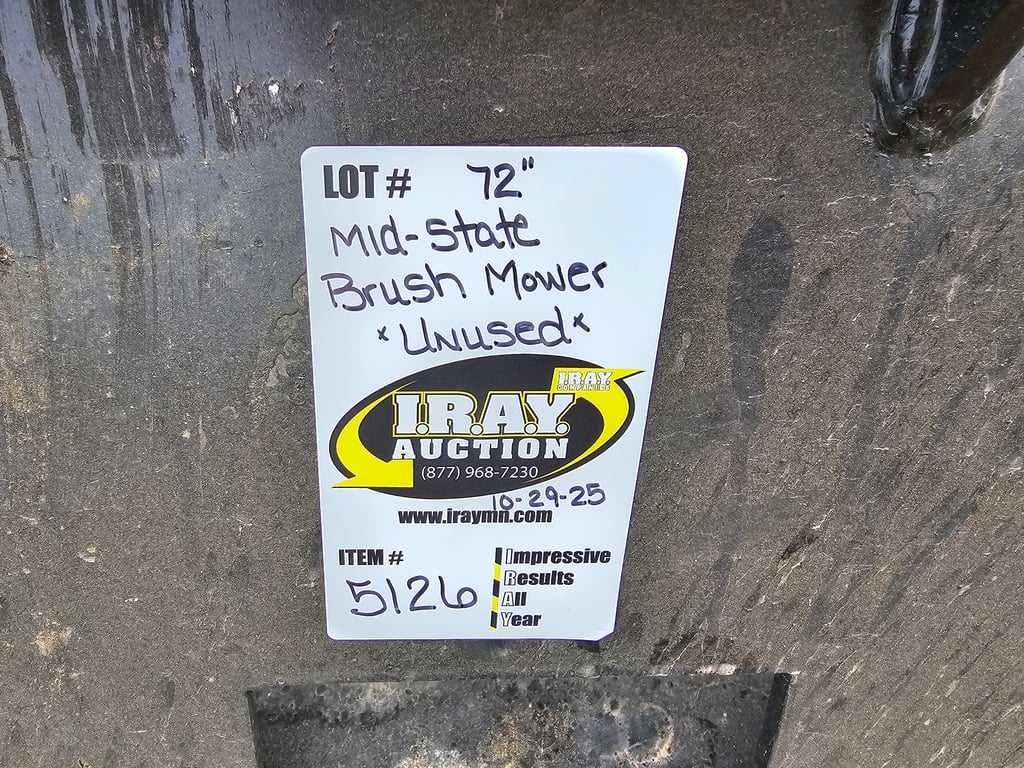 LOT # 72"
Mid-State
Brush Mower
*Unused*
I.R.A.Y.
COMPANIES
I.R.A.Y.
AUCTION
(877) 968-7230
10-29-25
www.iraymn.com
ITEM #
5126
Impressive
Results
All
Year